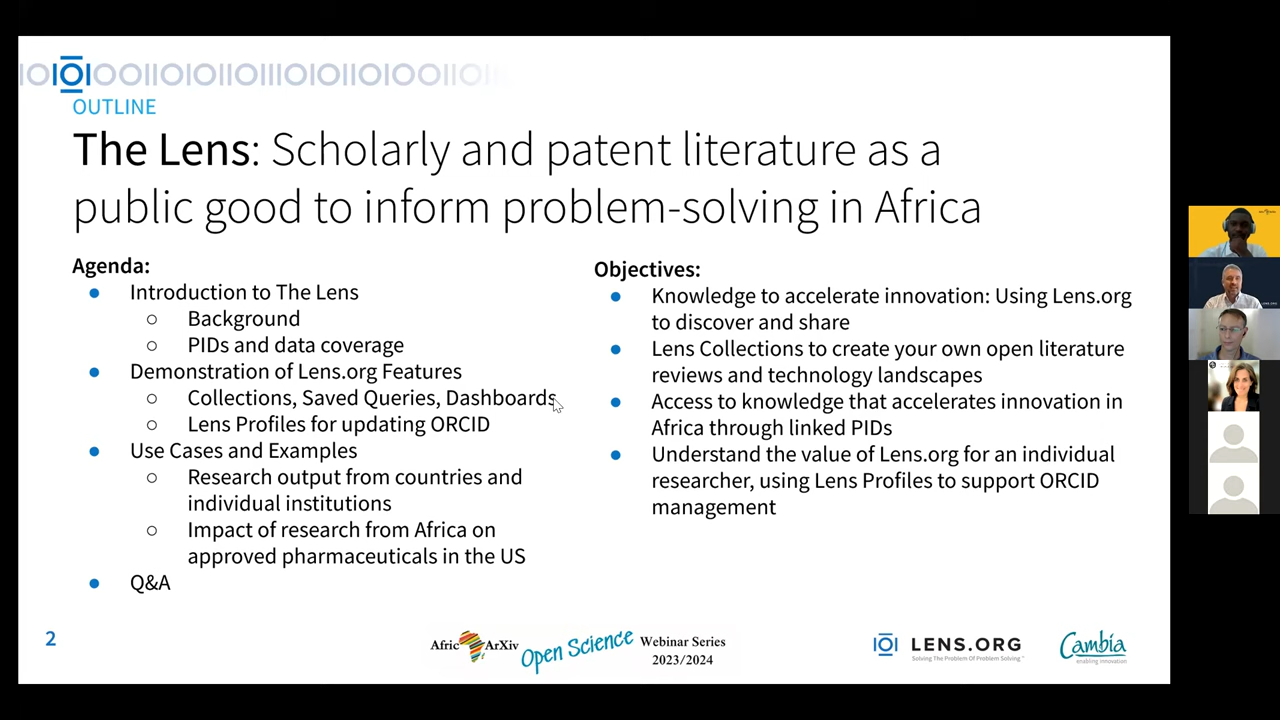 OUTLINE
The Lens: Scholarly and patent literature as a
public good to inform problem-solving in Africa
Agenda:
● Introduction to The Lens
○ Background
○ PIDs and data coverage
● Demonstration of Lens.org Features
○ Collections, Saved Queries, Dashboards
○ Lens Profiles for updating ORCID
● Use Cases and Examples
○ Research output from countries and
individual institutions
○ Impact of research from Africa on
approved pharmaceuticals in the US
● Q&A
Objectives:
● Knowledge to accelerate innovation: Using Lens.org
to discover and share
● Lens Collections to create your own open literature
reviews and technology landscapes
● Access to knowledge that accelerates innovation in
Africa through linked PIDs
● Understand the value of Lens.org for an individual
researcher, using Lens Profiles to support ORCID
management
2
AfricArXiv
Open Science
Webinar Series
2023/2024
LENS.ORG
Solving The Problem Of Problem Solving™
Cambia
enabling innovation